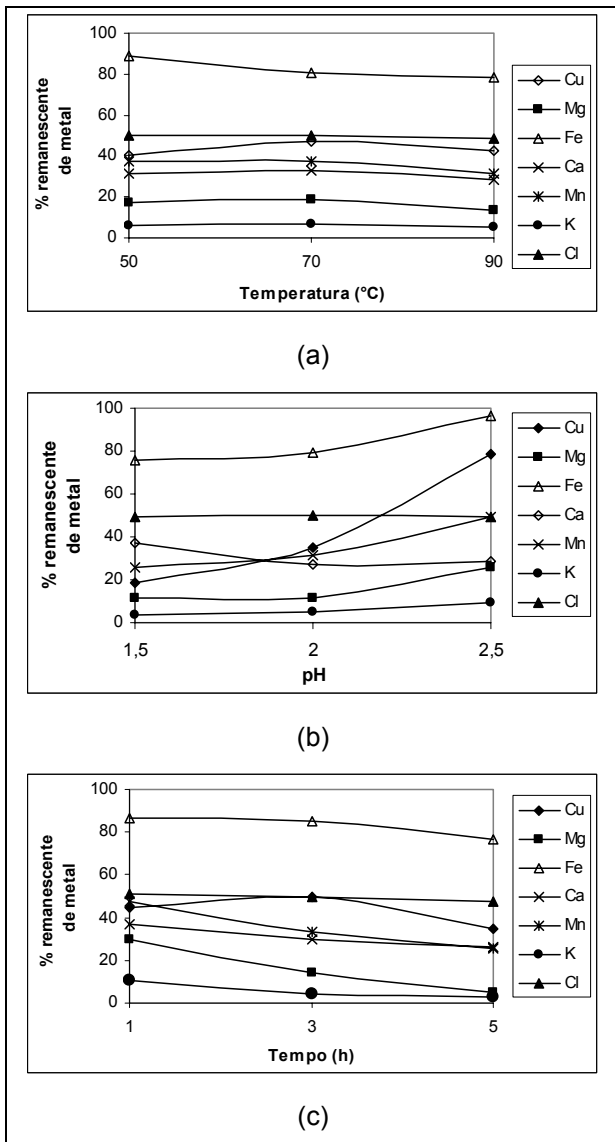 100
80
60
40
20
0
% remanescente
de metal
50
70
90
Temperatura (°C)
Cu
Mg
Fe
Ca
Mn
K
Cl
(a)
100
80
60
40
20
0
% remanescente
de metal
1,5
2
2,5
pH
Cu
Mg
Fe
Ca
Mn
K
Cl
(b)
100
80
60
40
20
0
% remanescente
de metal
1
3
5
Tempo (h)
Cu
Mg
Fe
Ca
Mn
K
Cl
(c)